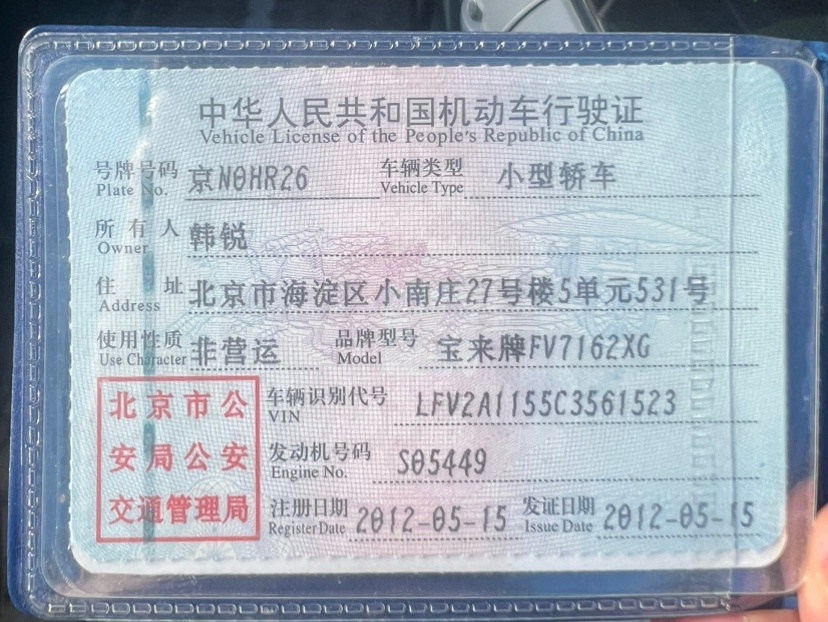 中华人民共和国机动车行驶证
Vehicle License of the People's Republic of China
号牌号码 京N0HR26 车辆类型 小型轿车
Plate No. Vehicle Type
所有人 韩锐
Owner
住址 北京市海淀区小南庄27号楼5单元531号
Address
使用性质 非营运 品牌型号 宝来牌FV7162XG
Use Character Model
北京市公
安局公安
交通管理局
车辆识别代号 LFV2A1155C3561523
VIN
发动机号码 S05449
Engine No.
注册日期 2012-05-15 发证日期 2012-05-15
Register Date Issue Date